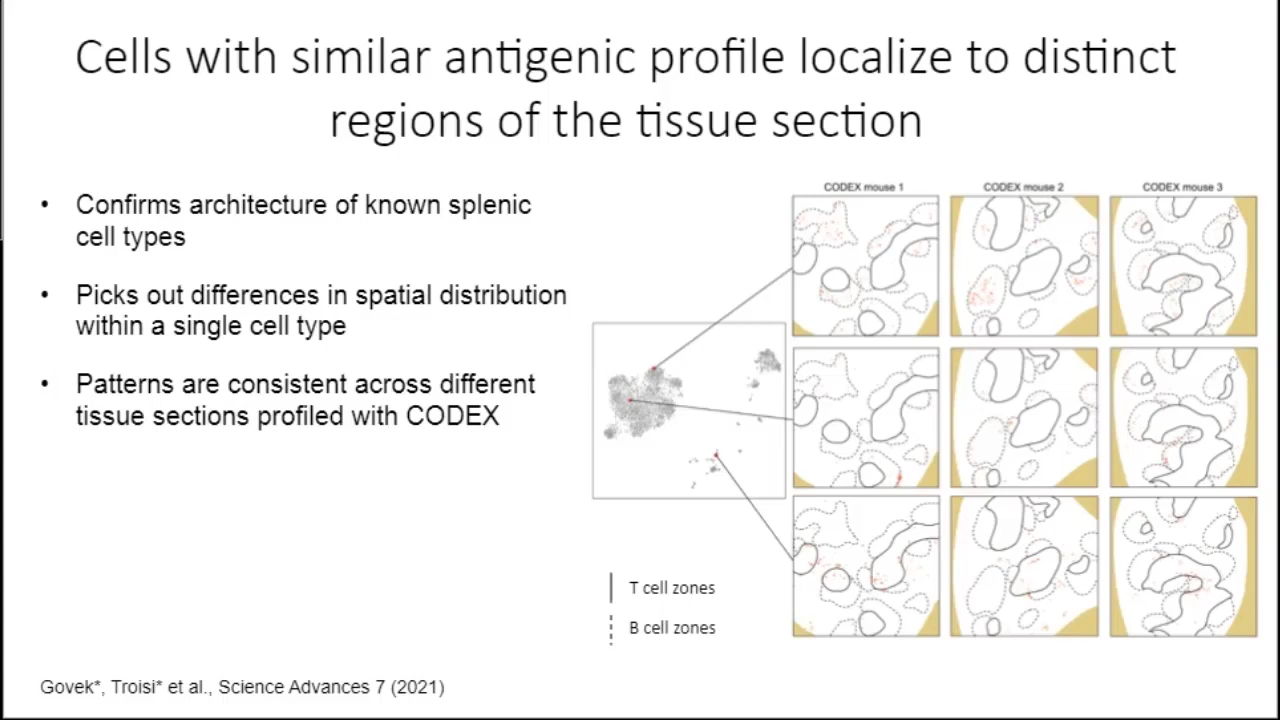 Cells with similar antigenic profile localize to distinct
regions of the tissue section
• Confirms architecture of known splenic
cell types
• Picks out differences in spatial distribution
within a single cell type
• Patterns are consistent across different
tissue sections profiled with CODEX
CODEX mouse 1
CODEX mouse 2
CODEX mouse 3
T cell zones
B cell zones
Govek*, Troisi* et al., Science Advances 7 (2021)